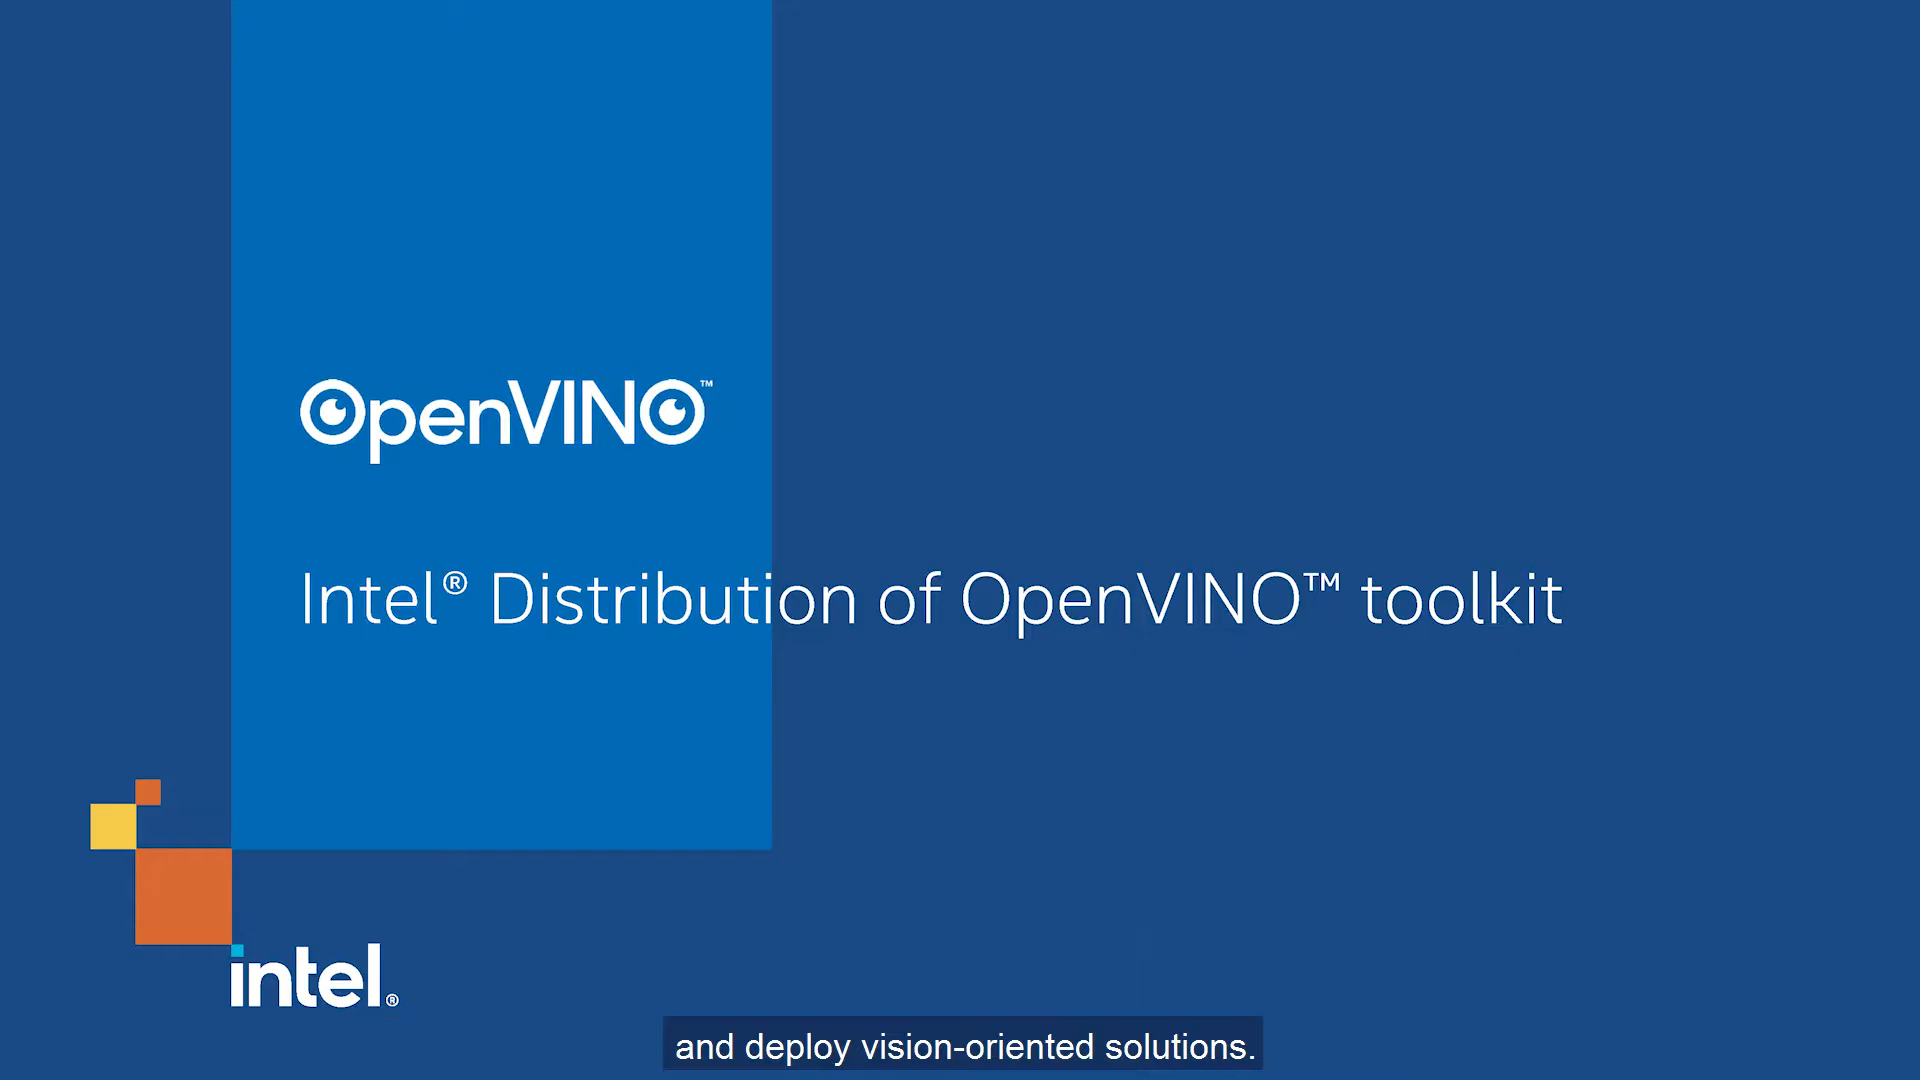 OpenVINO™
Intel® Distribution of OpenVINO™ toolkit
intel®
and deploy vision-oriented solutions.